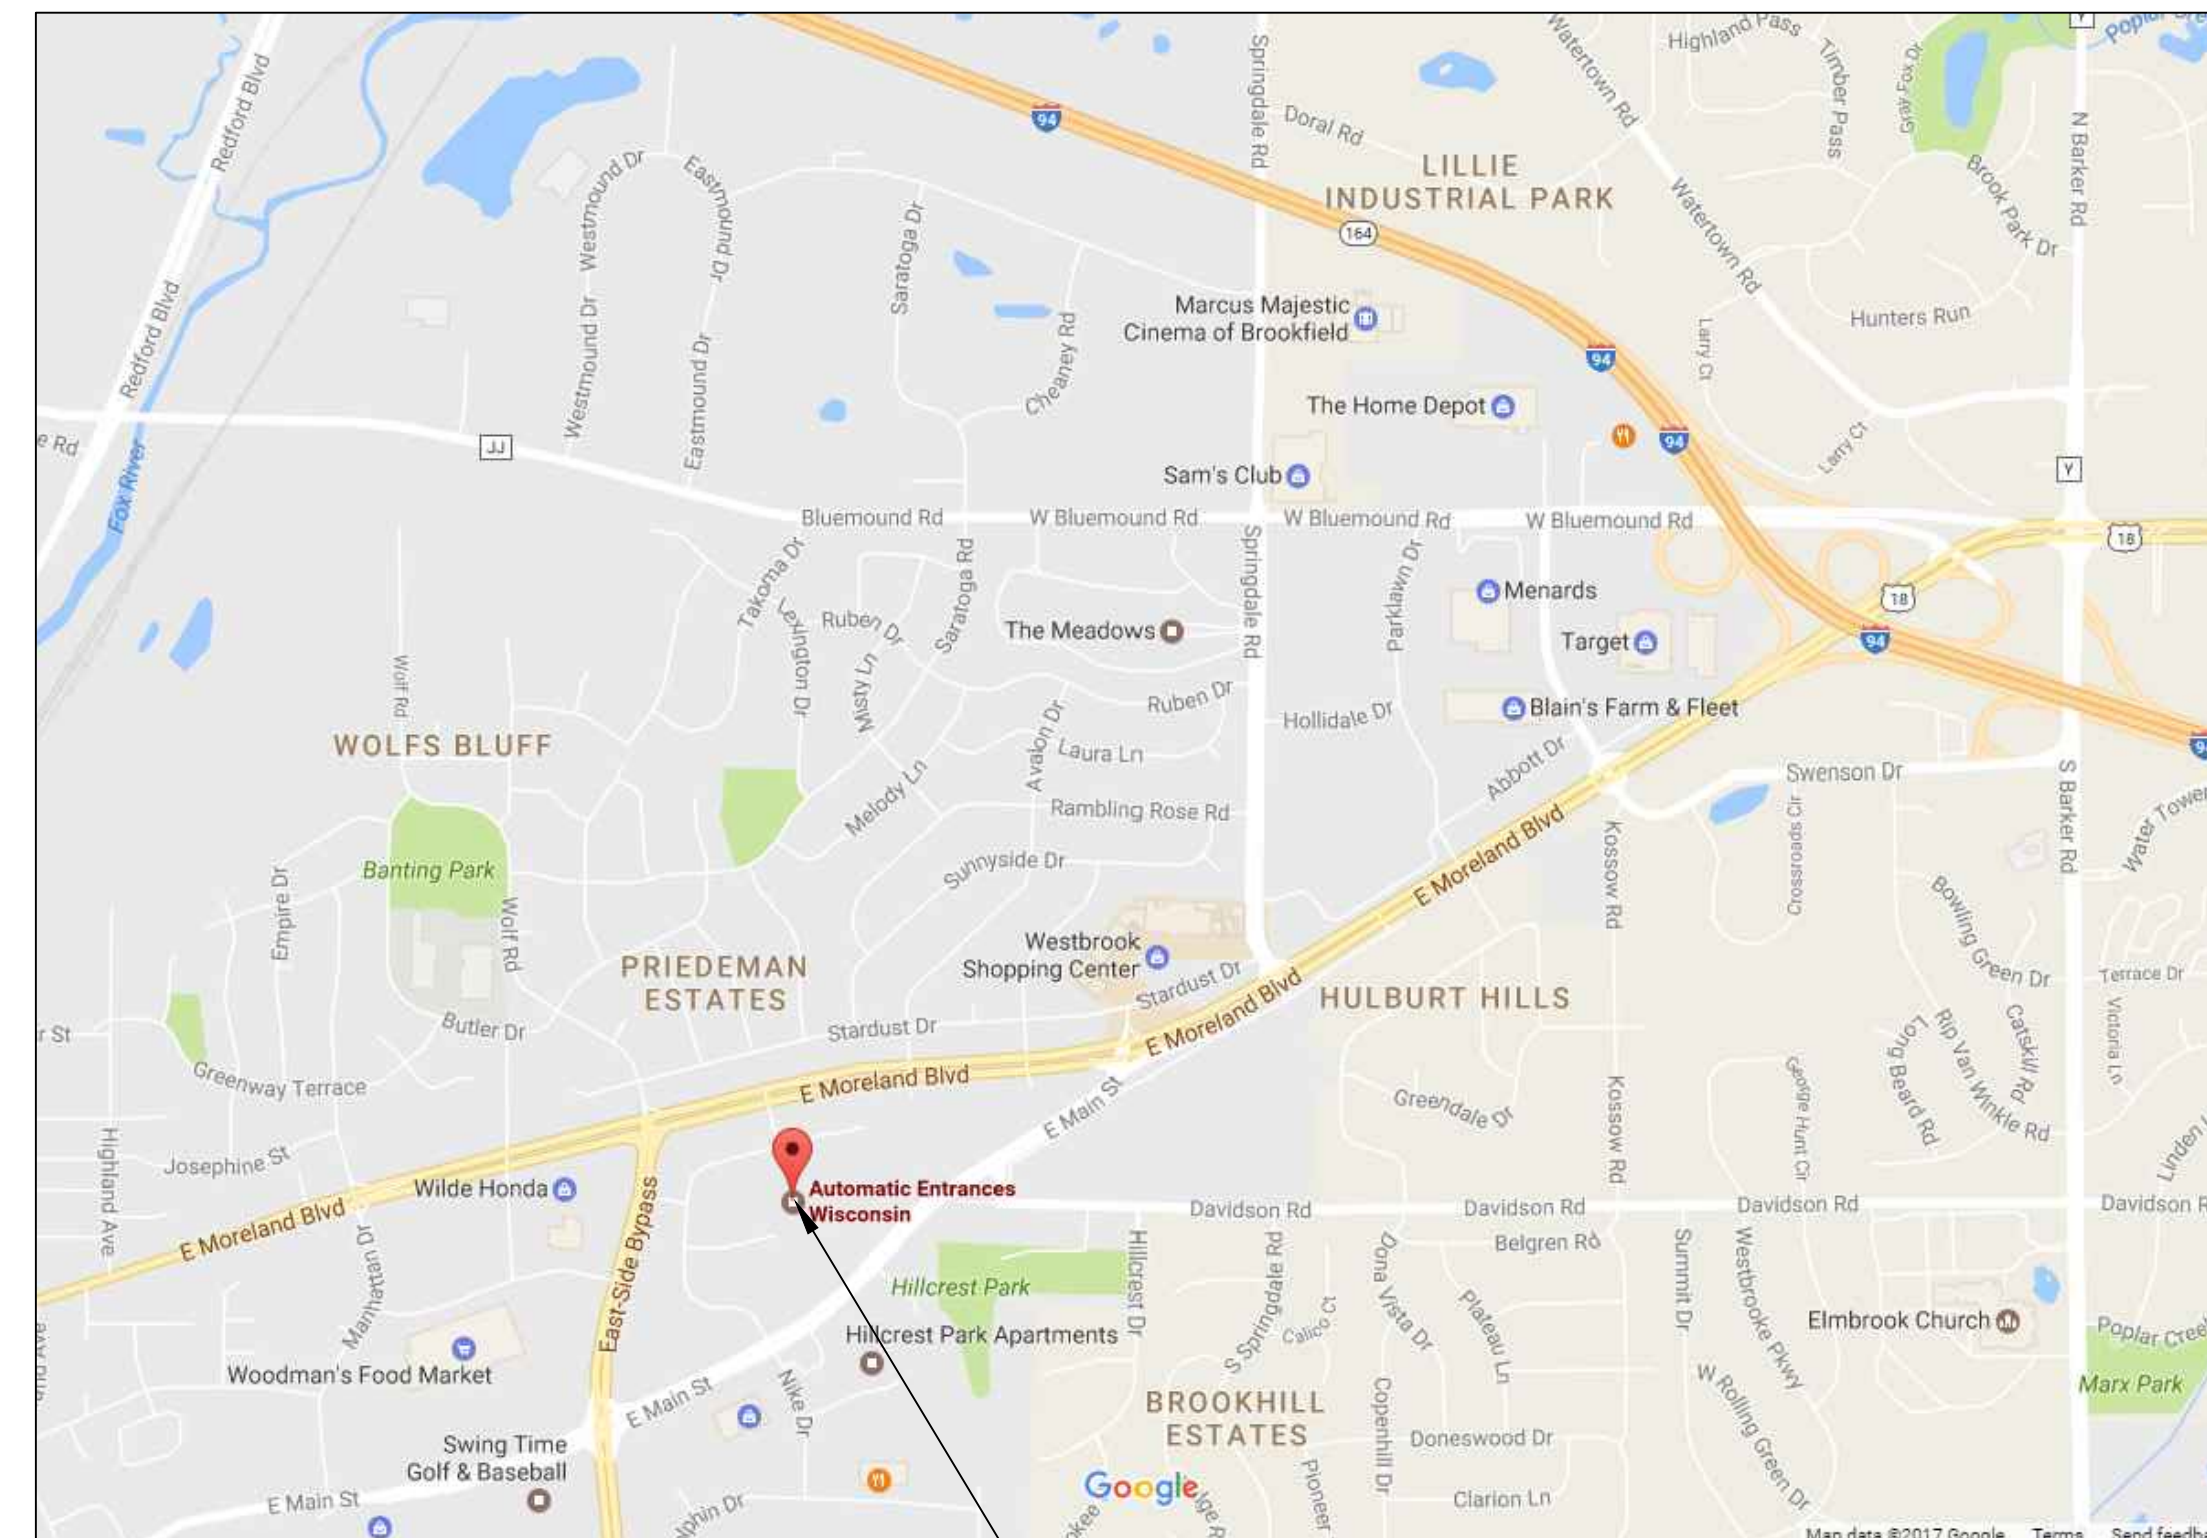 Redford Blvd
Springdale Rd
Doral Rd
Watertown Rd
Highland Pass
Timber Pass
Gray Fox Dr
Y
N Barker Rd
94
LILLIE
INDUSTRIAL PARK
Westmound Dr
Eastmound Dr
Saratoga Dr
Watertown Rd
Brook Park Dr
164
Redford Blvd
Westmound Dr
Eastmound Dr
Cheaney Rd
Marcus Majestic
Cinema of Brookfield
94
Larry Ct
Hunters Run
The Home Depot
94
Larry Ct
e Rd
JJ
Sam's Club
Y
Fox River
Bluemound Rd
W Bluemound Rd
W Bluemound Rd
W Bluemound Rd
18
Takoma Dr
Lexington Dr
Ruben Dr
Saratoga Rd
Springdale Rd
Parklawn Dr
Menards
18
The Meadows
Target
94
Wolf Rd
Misty Ln
Ruben Dr
Hollidale Dr
Blain's Farm & Fleet
WOLFS BLUFF
Avalon Dr
Laura Ln
Abbott Dr
Swenson Dr
S Barker Rd
Melody Ln
Rambling Rose Rd
E Moreland Blvd
Kossow Rd
Crossroads Cir
Water Tower
Banting Park
Sunnyside Dr
Empire Dr
Wolf Rd
Bowling Green Dr
PRIEDEMAN
ESTATES
Westbrook
Shopping Center
Stardust Dr
HULBURT HILLS
Terrace Dr
r St
Butler Dr
Stardust Dr
E Moreland Blvd
Long Beard Rd
Rip Van Winkle Rd
Catskill Rd
Victoria Ln
Greenway Terrace
E Moreland Blvd
E Main St
Greendale Dr
Kossow Rd
George Hunt Cir
Highland Ave
Josephine St
Linden
Wilde Honda
Automatic Entrances
Wisconsin
Davidson Rd
Davidson Rd
Davidson Rd
Davidson R
E Moreland Blvd
Manhattan Dr
East-Side Bypass
Hillcrest Dr
S Springdale Rd
Dona Vista Dr
Belgren Rd
Summit Dr
Westbrooke Pkwy
Hillcrest Park
Calico Ct
Plateau Ln
Elmbrook Church
Poplar Creek
Hillcrest Park Apartments
Woodman's Food Market
Nike Dr
E Main St
BROOKHILL
ESTATES
Copenhill Dr
W Rolling Green Dr
Marx Park
Swing Time
Golf & Baseball
Doneswood Dr
E Main St
Google
Pioneer
Clarion Ln
Map data ©2017 Google
Terms